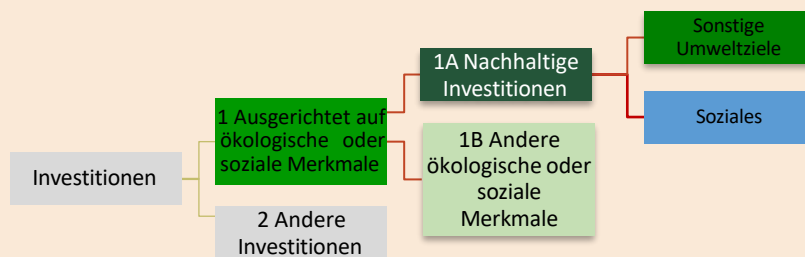 Sonstige
Umweltziele
1A Nachhaltige
Investitionen
1 Ausgerichtet auf
ökologische oder
soziale Merkmale
Soziales
1B Andere
ökologische oder
soziale
Merkmale
Investitionen
2 Andere
Investitionen